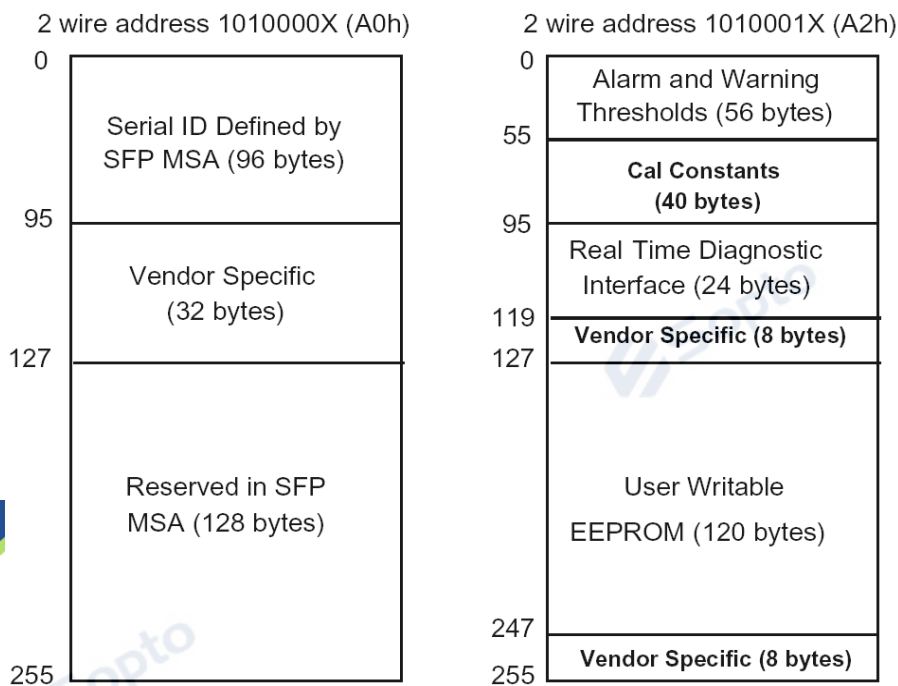 2 wire address 1010000X (A0h)
0
Serial ID Defined by
SFP MSA (96 bytes)
95
Vendor Specific
(32 bytes)
127
Reserved in SFP
MSA (128 bytes)
255
Sopto
2 wire address 1010001X (A2h)
0
Alarm and Warning
Thresholds (56 bytes)
55
Cal Constants
(40 bytes)
95
Real Time Diagnostic
Interface (24 bytes)
119
Vendor Specific (8 bytes)
127
Sopto
User Writable
EEPROM (120 bytes)
247
Vendor Specific (8 bytes)
255